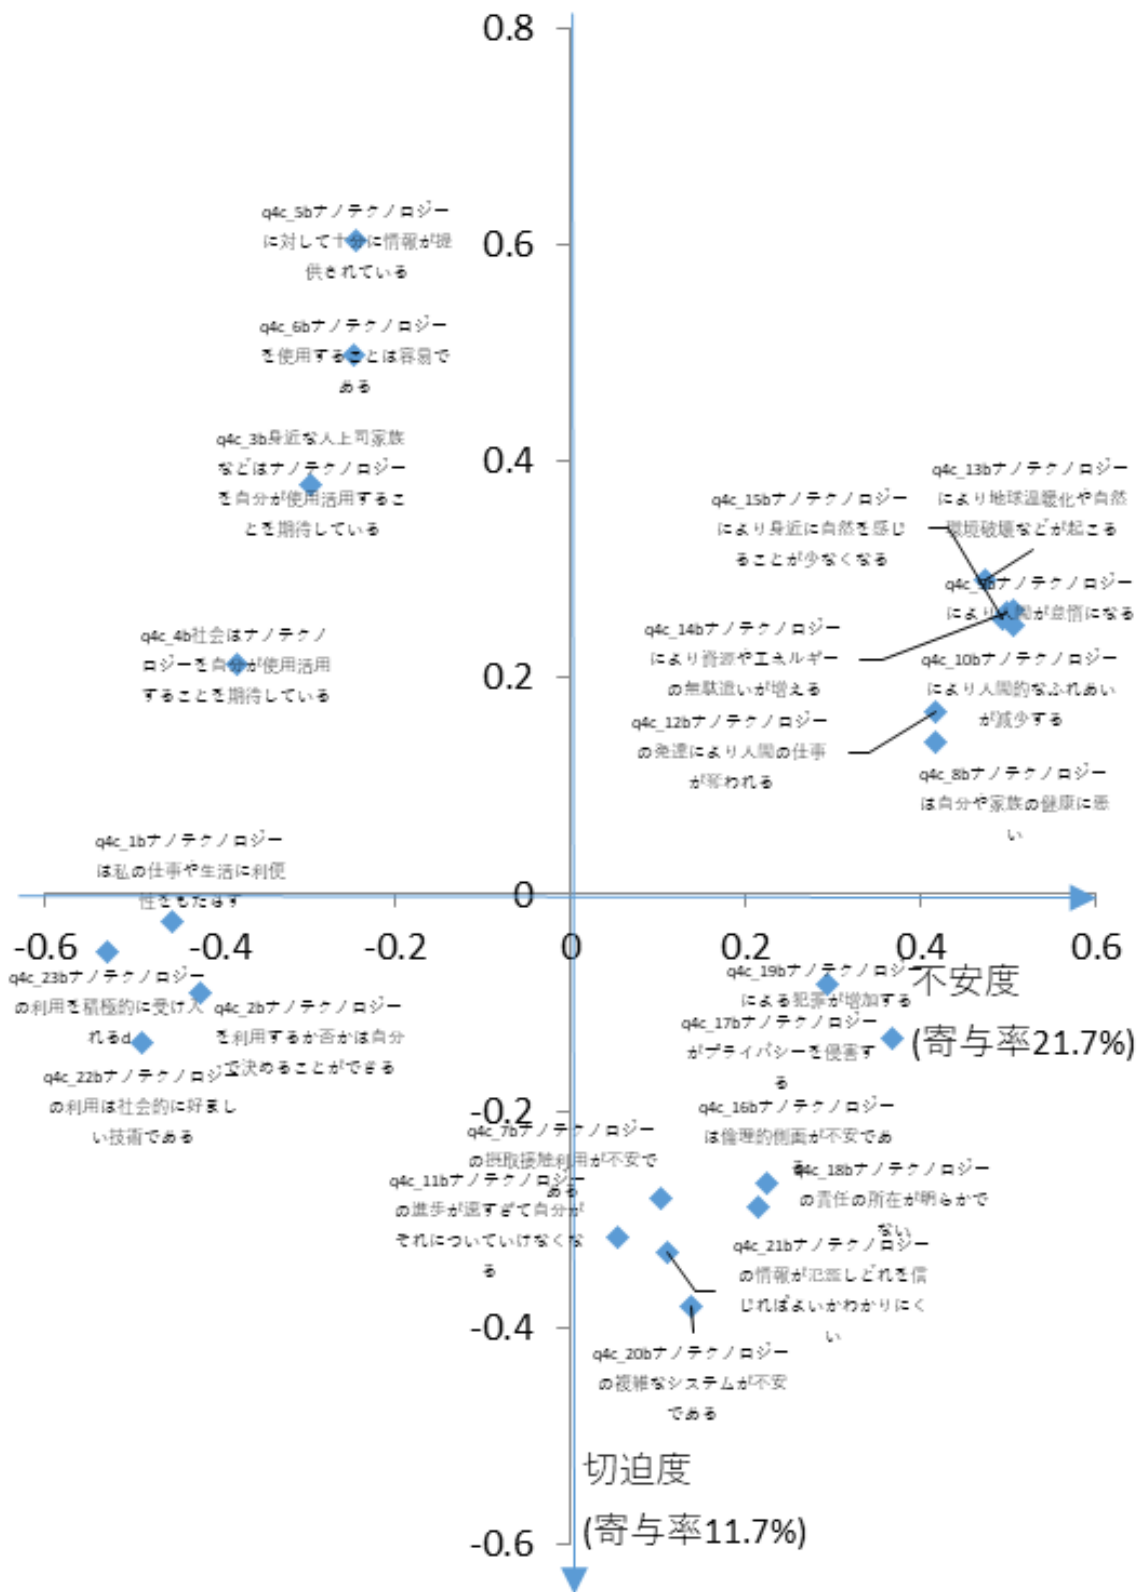 0.8
q4c_5bナノテクノロジー
に対して十分に情報が提
供されている
0.6
q4c_6bナノテクノロジー
を使用することは容易で
ある
q4c_3b身近な人上司家族
などはナノテクノロジー
を自分が使用活用するこ
とを期待している
0.4
q4c_13bナノテクノロジー
により地球温暖化や自然
環境破壊などが起こる
q4c_15bナノテクノロジー
により身近に自然を感じ
ることが少なくなる
q4c_9bナノテクノロジー
により人間が怠惰になる
q4c_4b社会はナノテクノ
ロジーを自分が使用活用
することを期待している
q4c_14bナノテクノロジー
により資源やエネルギー
の無駄遣いが増える
0.2
q4c_10bナノテクノロジー
により人間的なふれあい
が減少する
q4c_12bナノテクノロジー
の発達により人間の仕事
が奪われる
q4c_8bナノテクノロジー
は自分や家族の健康に悪
い
q4c_1bナノテクノロジー
は私の仕事や生活に利便
性をもたらす
0
-0.6
-0.4
-0.2
0
0.2
0.4
0.6
不安度
(寄与率21.7%)
q4c_23bナノテクノロジー
の利用を積極的に受け入
れるd
q4c_2bナノテクノロジー
を利用するか否かは自分
で決めることができる
q4c_22bナノテクノロジー
の利用は社会的に好まし
い技術である
q4c_19bナノテクノロジー
による犯罪が増加する
q4c_17bナノテクノロジー
がプライバシーを侵害す
る
-0.2
q4c_16bナノテクノロジー
は倫理的側面が不安であ
る
q4c_7bナノテクノロジー
の摂取接触利用が不安で
ある
q4c_11bナノテクノロジー
の進歩が速すぎて自分が
それについていけなくな
る
q4c_18bナノテクノロジー
の責任の所在が明らかで
ない
q4c_21bナノテクノロジー
の情報が氾濫しどれを信
じればよいかわかりにく
い
-0.4
q4c_20bナノテクノロジー
の複雑なシステムが不安
である
切迫度
(寄与率11.7%)
-0.6